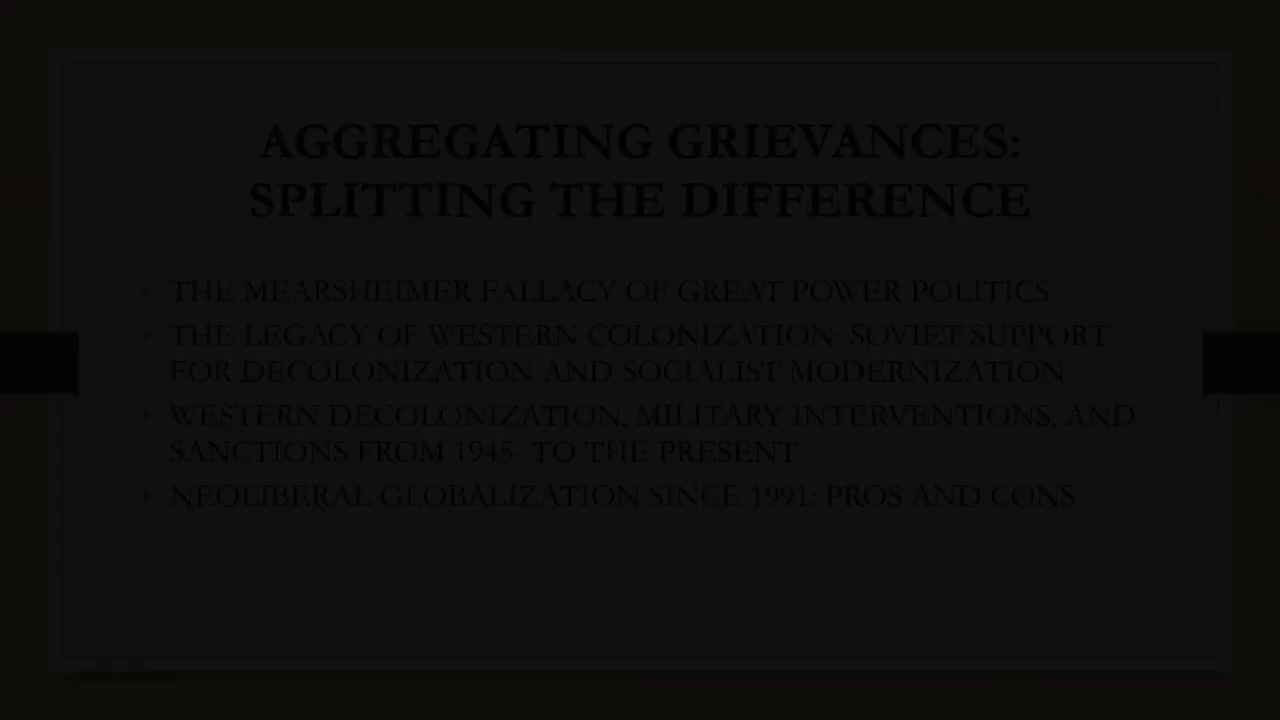 AGGREGATING GRIEVANCES:
SPLITTING THE DIFFERENCE
• THE MEARSHEIMER FALLACY OF GREAT POWER POLITICS
• THE LEGACY OF WESTERN COLONIZATION: SOVIET SUPPORT
FOR DECOLONIZATION AND SOCIALIST MODERNIZATION
• WESTERN DECOLONIZATION, MILITARY INTERVENTIONS, AND
SANCTIONS FROM 1945- TO THE PRESENT
• NEOLIBERAL GLOBALIZATION SINCE 1991: PROS AND CONS